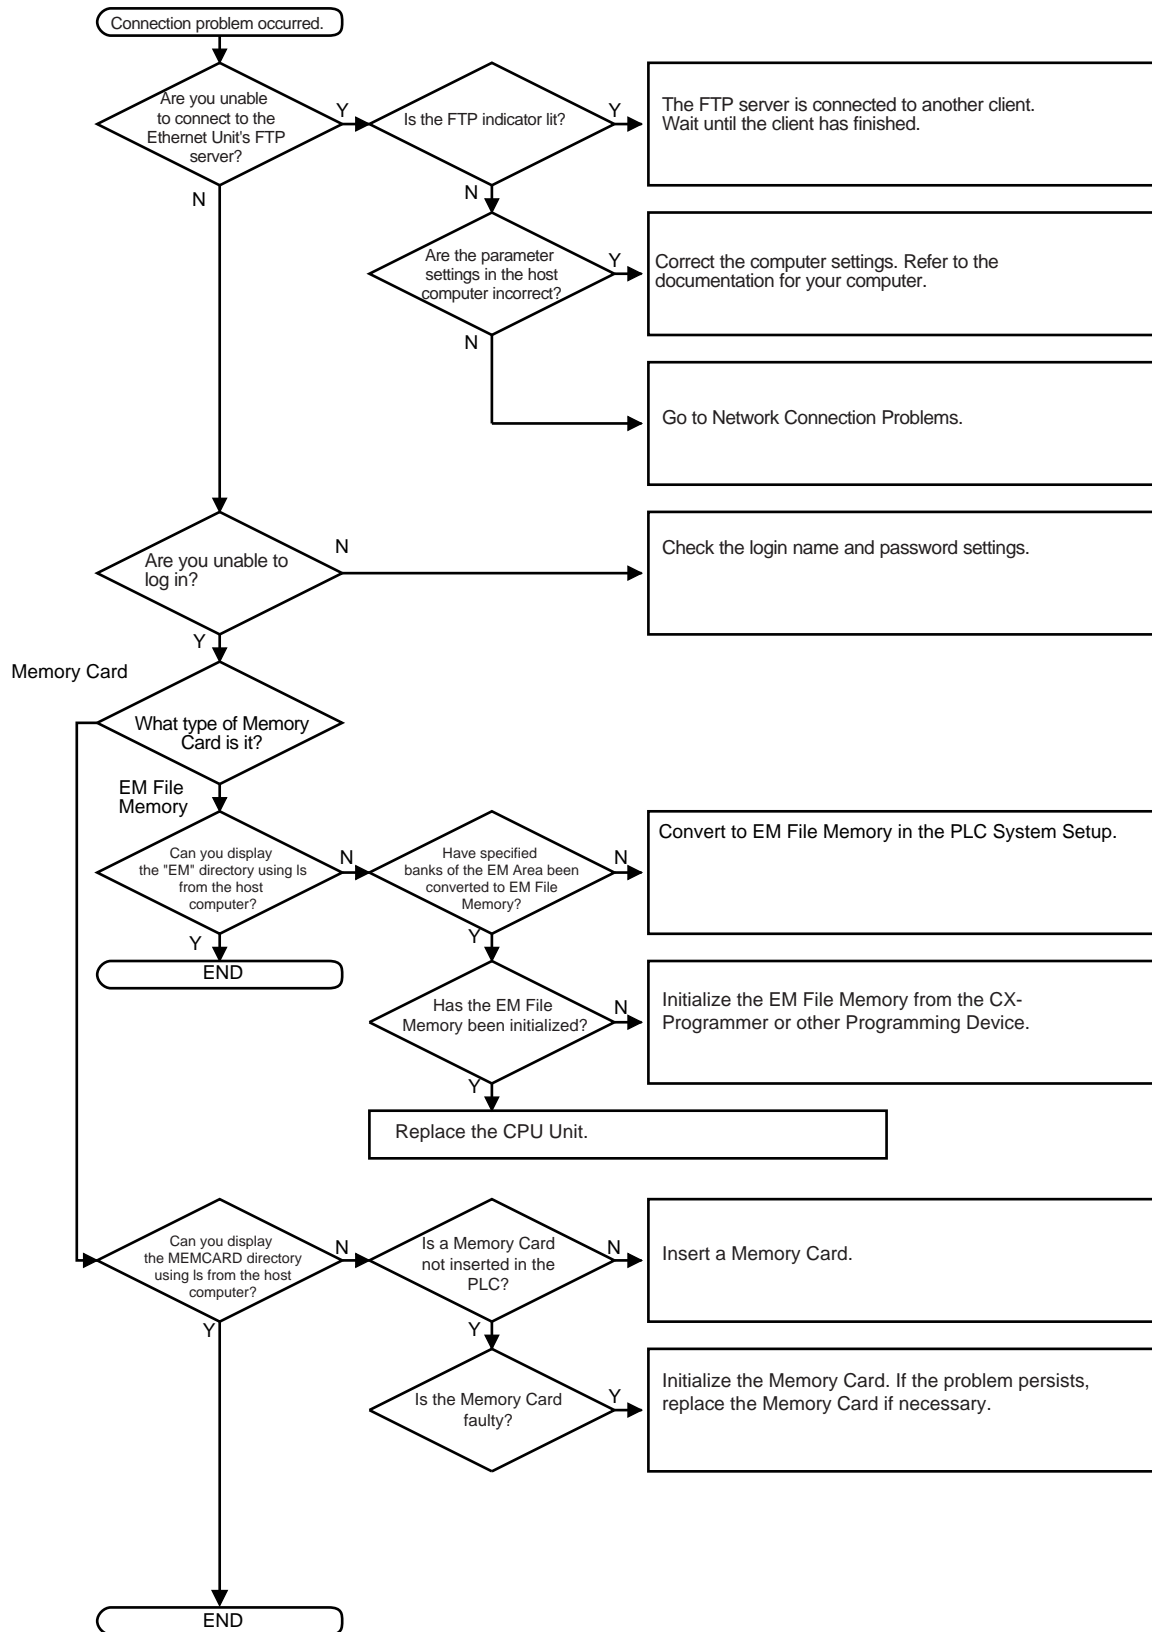 Connection problem occurred.
Are you unable
to connect to the
Ethernet Unit's FTP
server?
Y
Is the FTP indicator lit?
Y
The FTP server is connected to another client.
Wait until the client has finished.
N
N
Are the parameter
settings in the host
computer incorrect?
Y
Correct the computer settings. Refer to the
documentation for your computer.
N
Go to Network Connection Problems.
Are you unable to
log in?
N
Check the login name and password settings.
Y
Memory Card
What type of Memory
Card is it?
EM File
Memory
Can you display
the "EM" directory using ls
from the host
computer?
N
Have specified
banks of the EM Area been
converted to EM File
Memory?
N
Convert to EM File Memory in the PLC System Setup.
Y
END
Y
Has the EM File
Memory been initialized?
N
Initialize the EM File Memory from the CX-
Programmer or other Programming Device.
Y
Replace the CPU Unit.
Can you display
the MEMCARD directory
using ls from the host
computer?
N
Is a Memory Card
not inserted in the
PLC?
N
Insert a Memory Card.
Y
Y
Is the Memory Card
faulty?
Y
Initialize the Memory Card. If the problem persists,
replace the Memory Card if necessary.
END